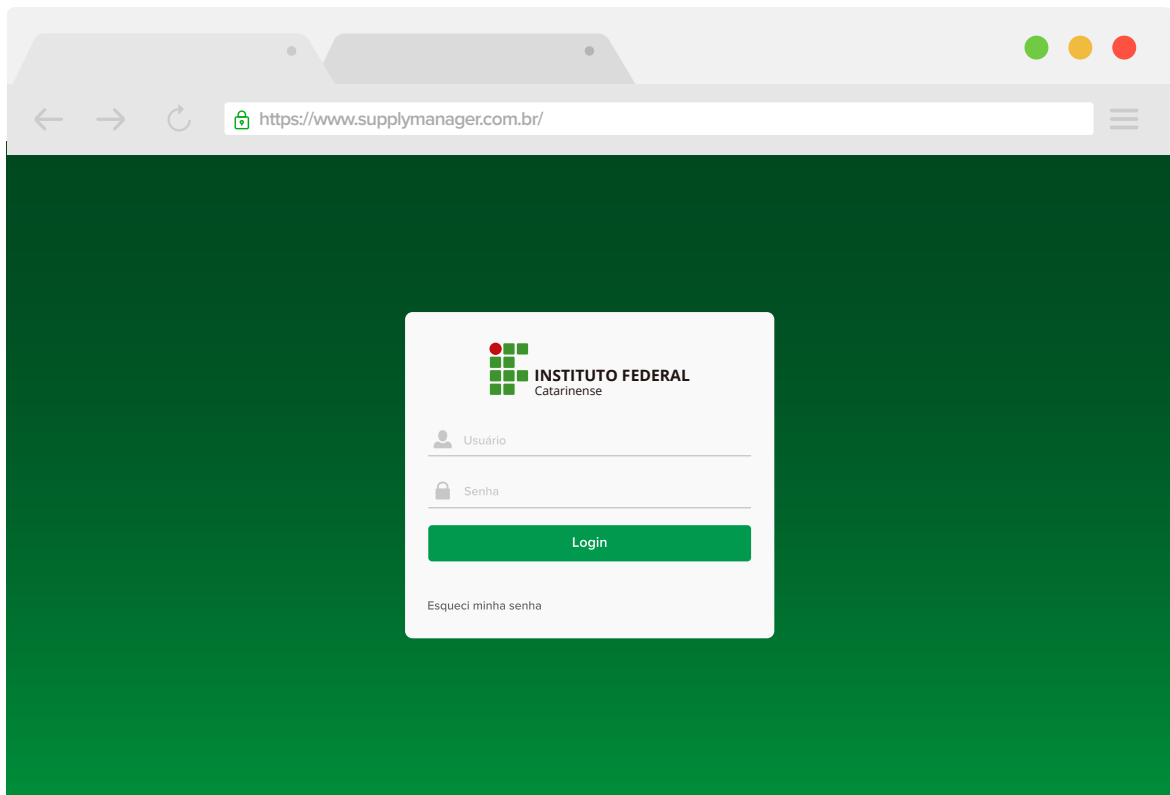 https://www.supplymanager.com.br/
INSTITUTO FEDERAL
Catarinense
Usuário
Senha
Login
Esqueci minha senha